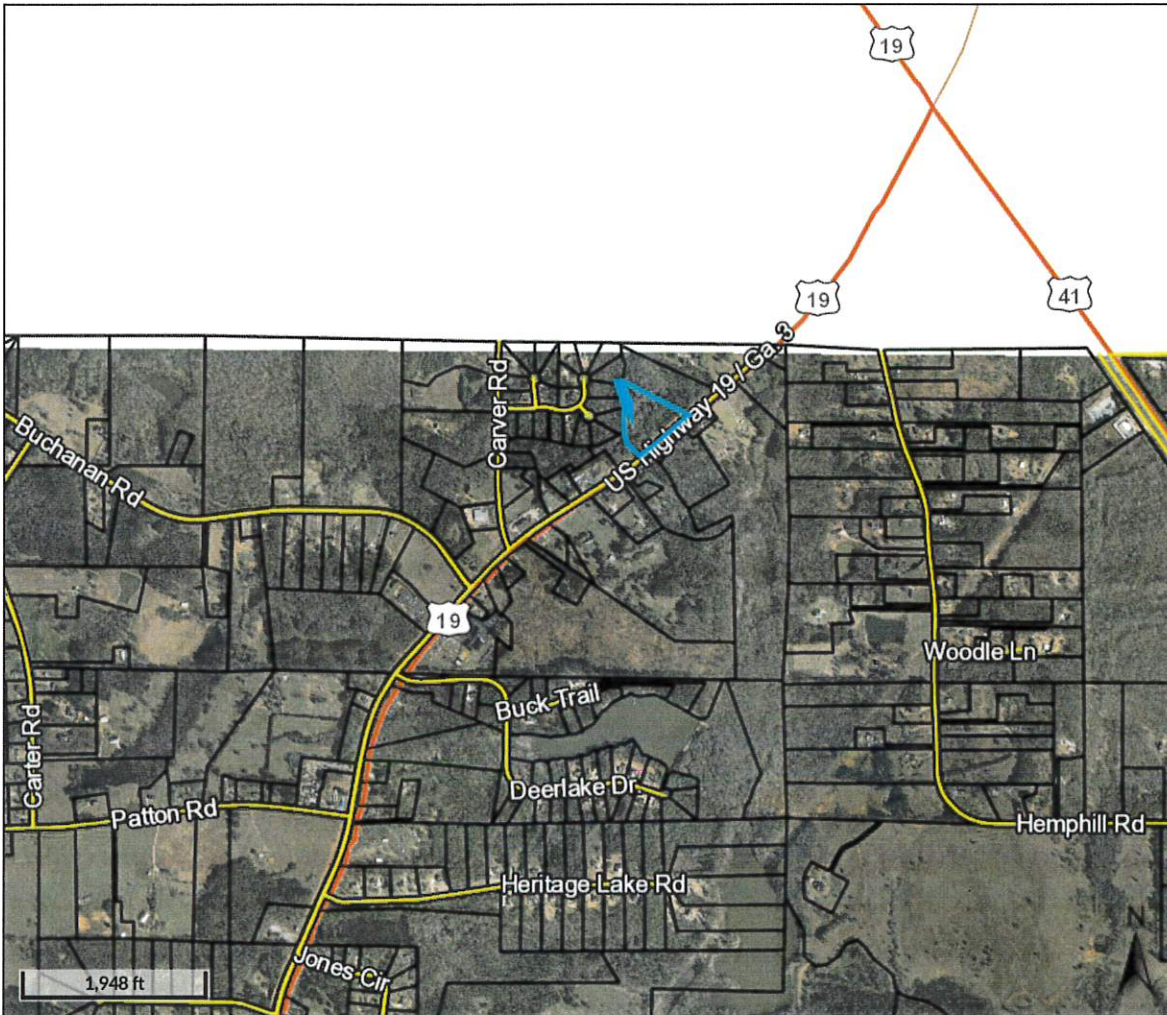 19
19
41
US Highway 19 / Ga. 3
Carver Rd
Buchanan Rd
19
Woodle Ln
Buck Trail
Carter Rd
Deerlake Dr
Patton Rd
Hemphill Rd
Heritage Lake Rd
N
Jones Cir
1,948 ft